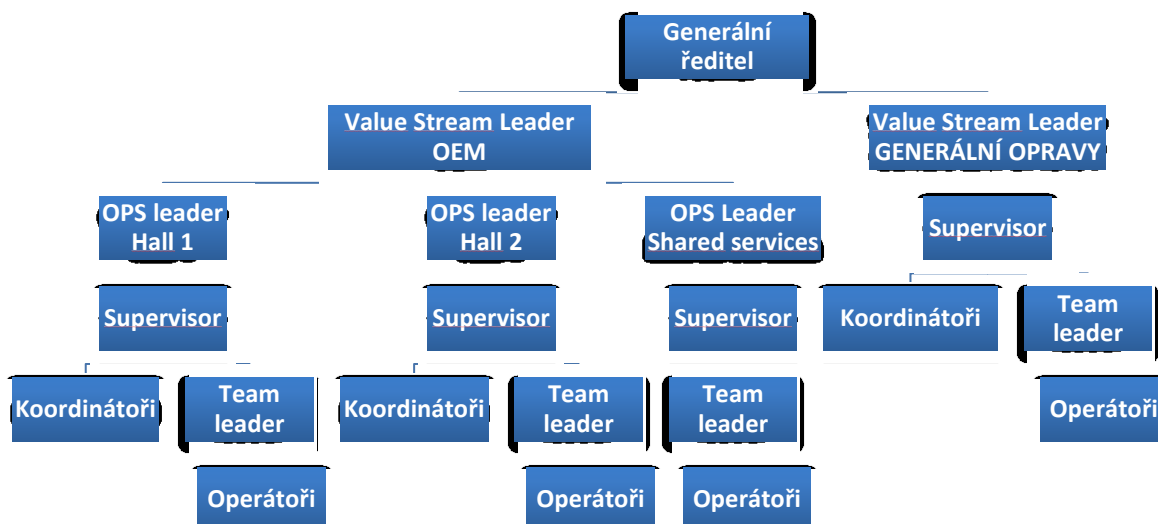 Generální
ředitel
Value Stream Leader
OEM
Value Stream Leader
GENERÁLNÍ OPRAVY
OPS leader
Hall 1
OPS leader
Hall 2
OPS Leader
Shared services
Supervisor
Supervisor
Supervisor
Supervisor
Koordinátoři
Team
leader
Koordinátoři
Team
leader
Koordinátoři
Team
leader
Team
leader
Operátoři
Operátoři
Operátoři
Operátoři